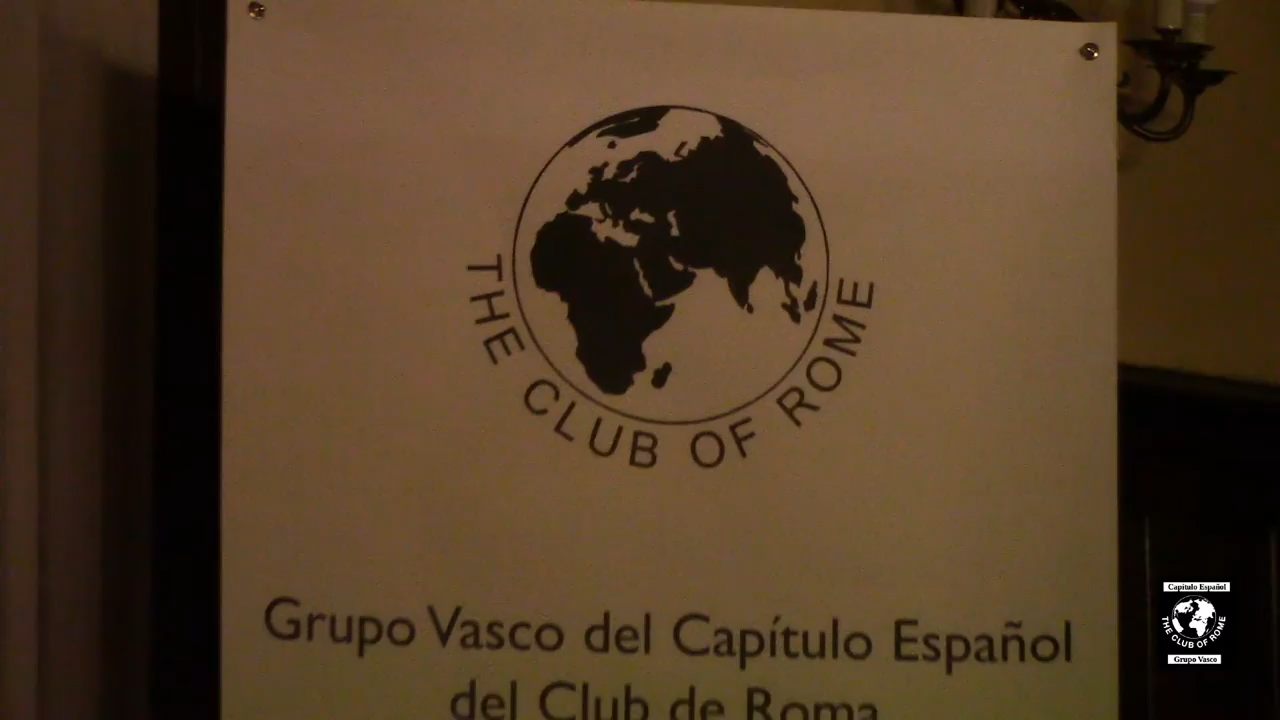 THE CLUB OF ROME
Grupo Vasco del Capítulo Español
del Club de Roma
Capítulo Español
THE CLUB OF ROME
Grupo Vasco